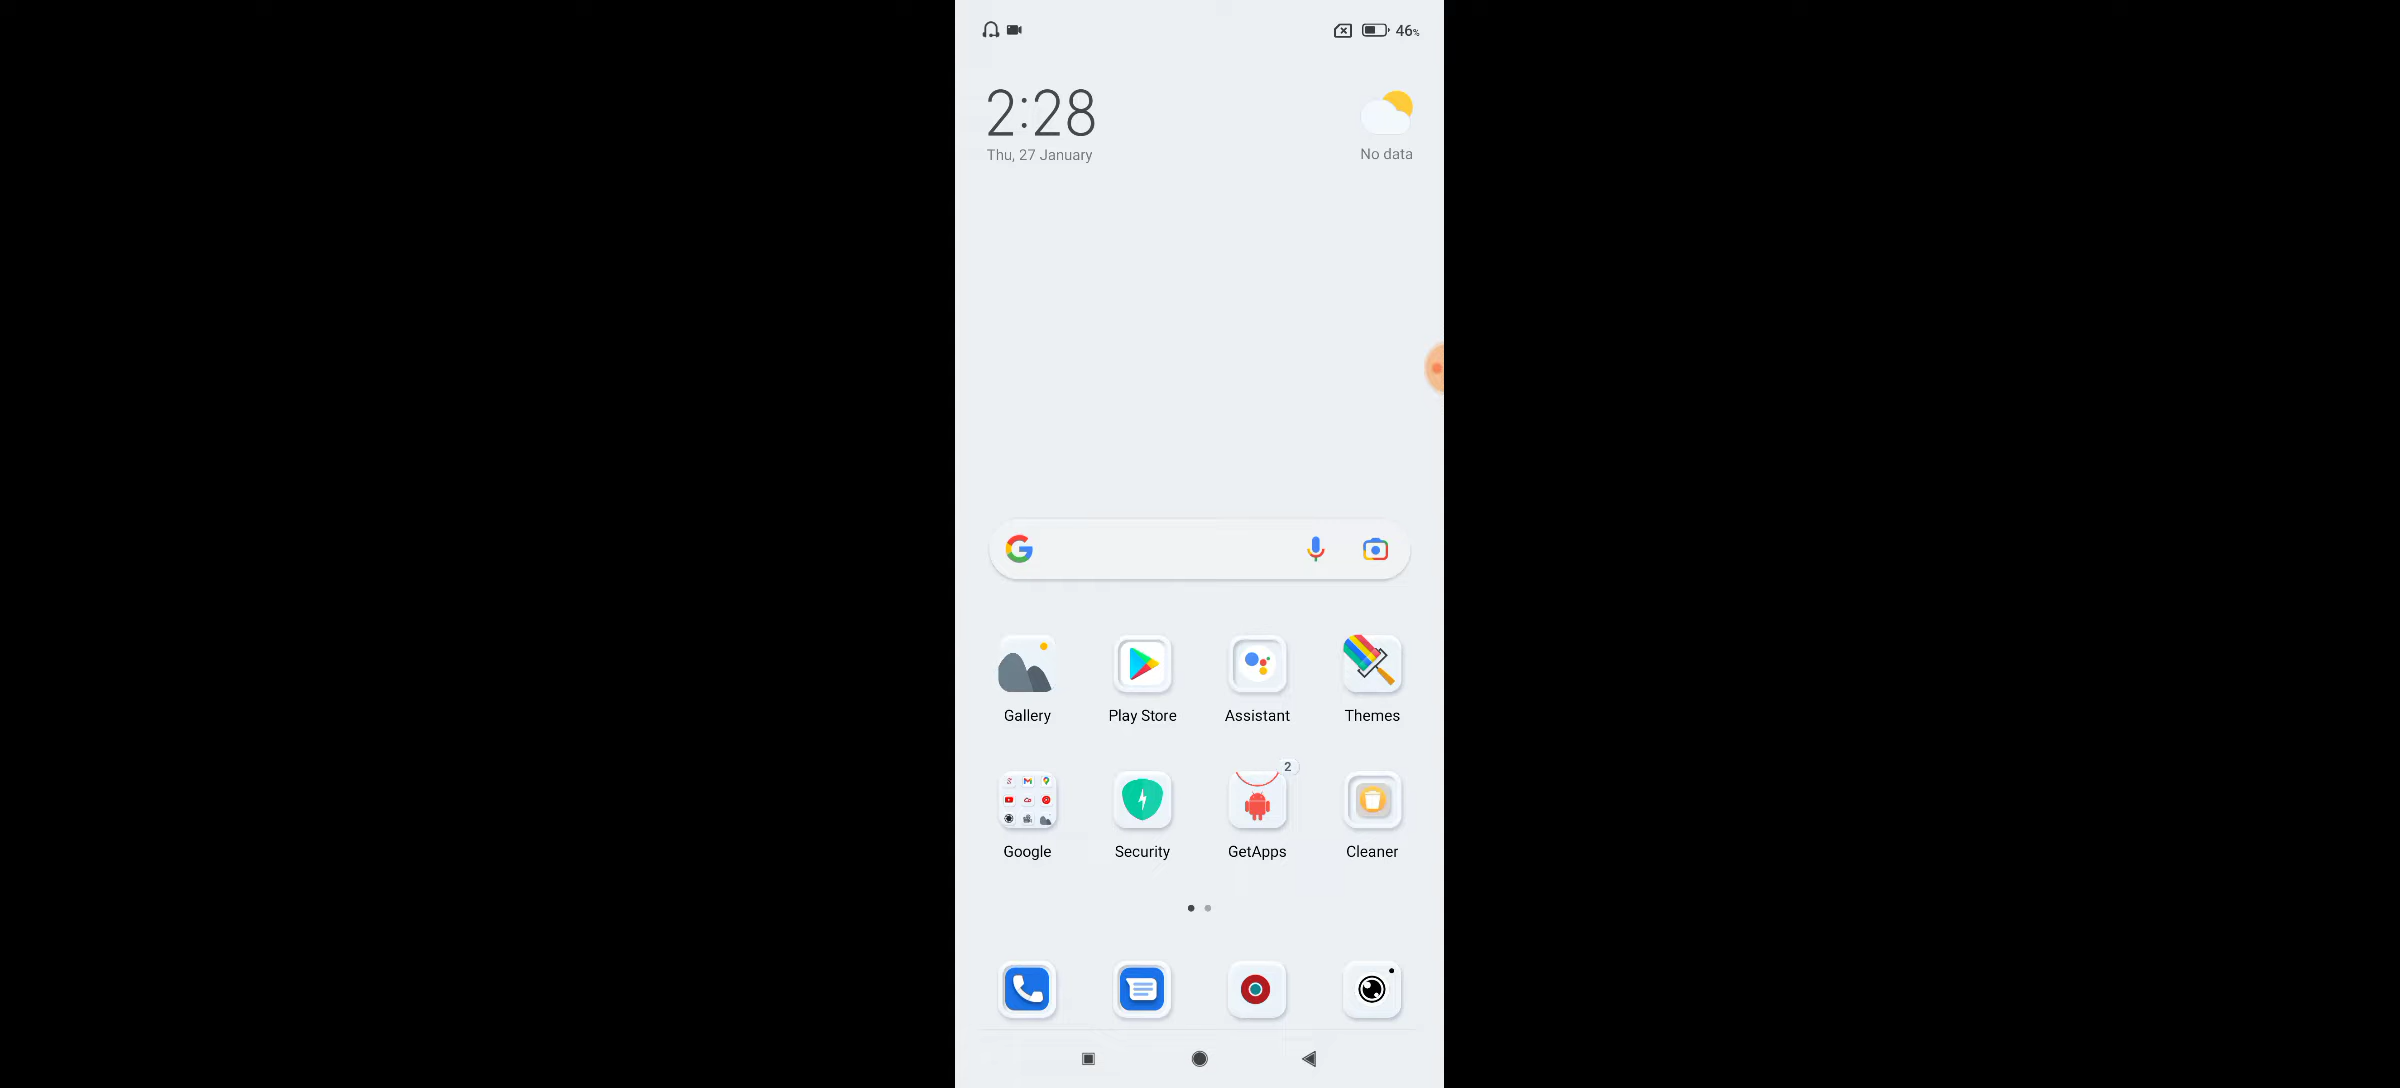 46%
2:28
Thu, 27 January
No data
Gallery
Play Store
Assistant
Themes
2
Google
Security
GetApps
Cleaner